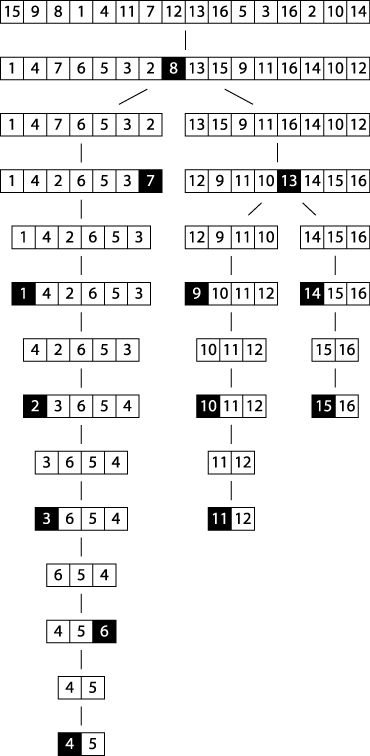 15 9 8 1 4 11 7 12 13 16 5 3 16 2 10 14
1 4 7 6 5 3 2 8 13 15 9 11 16 14 10 12
1 4 7 6 5 3 2 13 15 9 11 16 14 10 12
1 4 2 6 5 3 7 12 9 11 10 13 14 15 16
1 4 2 6 5 3 12 9 11 10 14 15 16
1 4 2 6 5 3 9 10 11 12 14 15 16
4 2 6 5 3 10 11 12 15 16
2 3 6 5 4 10 11 12 15 16
3 6 5 4 11 12
3 6 5 4 11 12
6 5 4
4 5 6
4 5
4 5